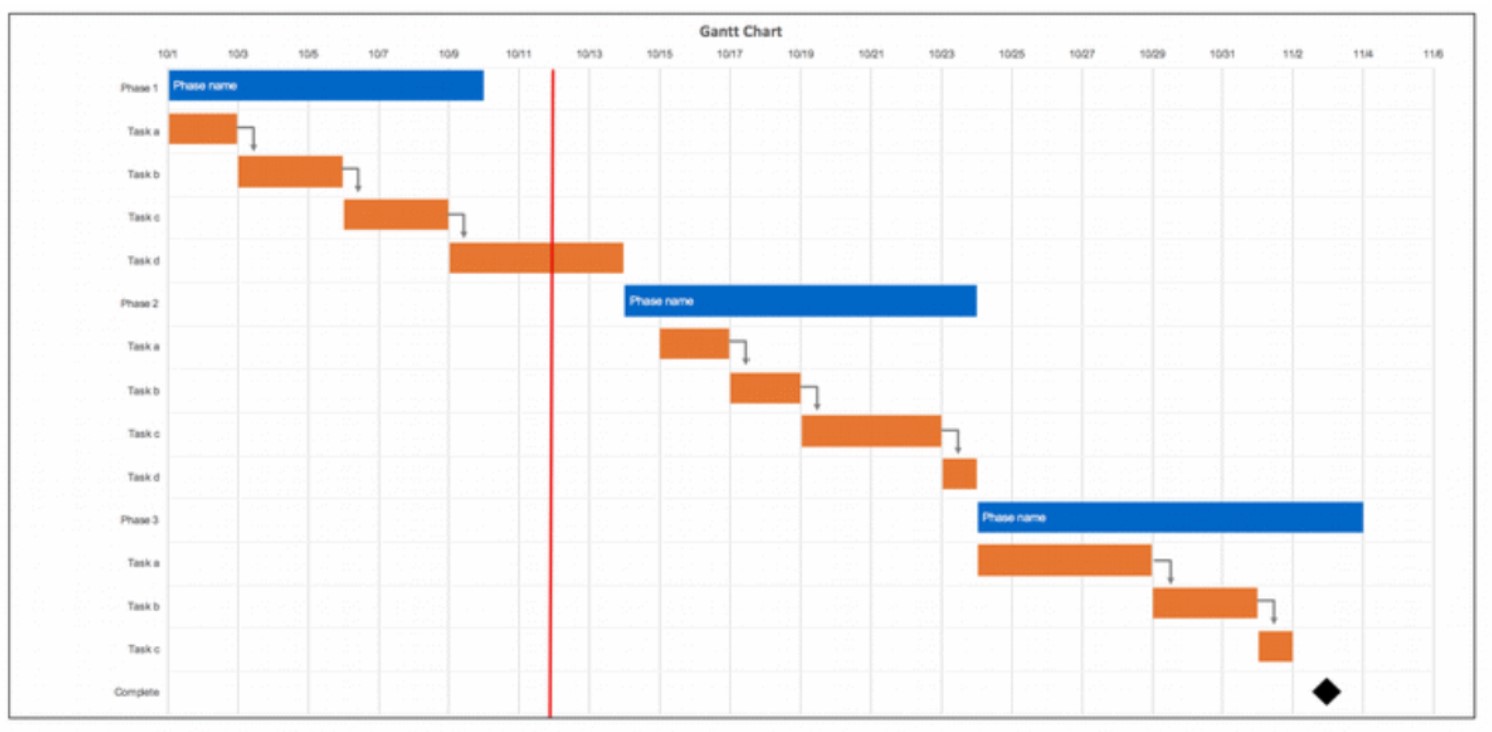 Gantt Chart
10/1 10/3 10/5 10/7 10/9 10/11 10/13 10/15 10/17 10/19 10/21 10/23 10/25 10/27 10/29 10/31 11/2 11/4 11/6
Phase 1 Phase name
Task a
Task b
Task c
Task d
Phase 2 Phase name
Task a
Task b
Task c
Task d
Phase 3 Phase name
Task a
Task b
Task c
Complete